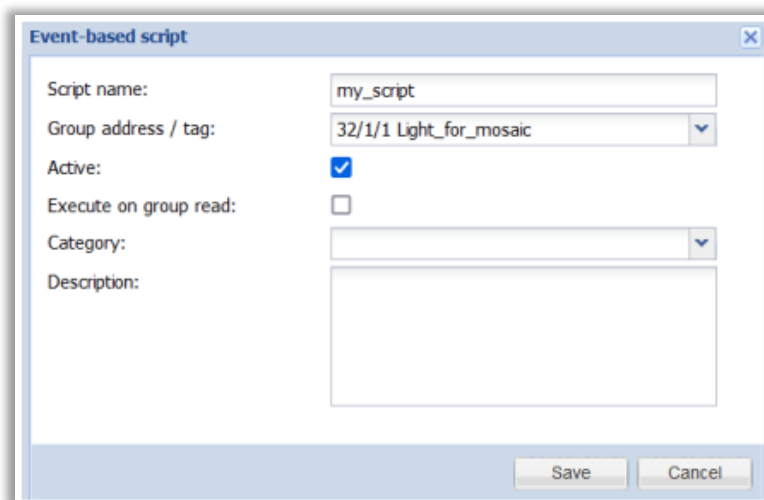 Event-based script
Script name: my_script
Group address / tag: 32/1/1 Light_for_mosaic
Active:
Execute on group read:
Category:
Description:
Save Cancel